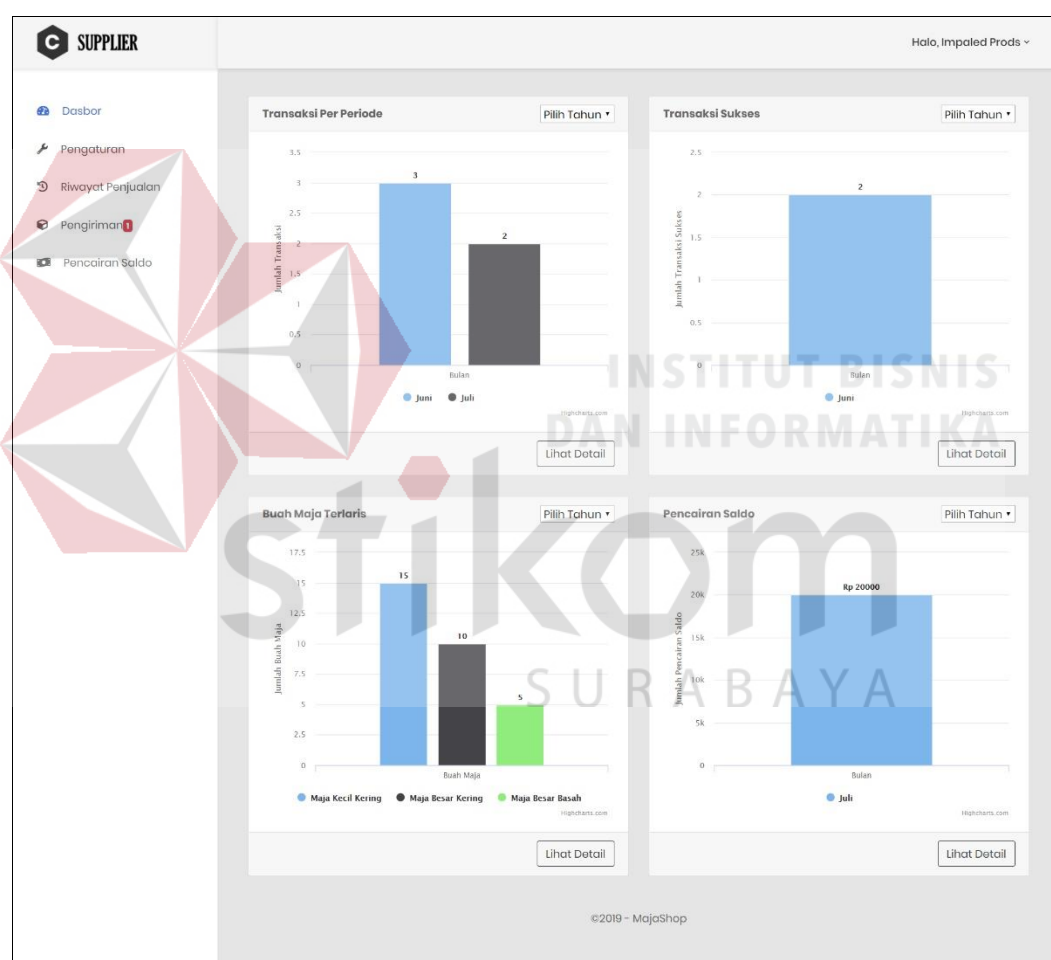 C SUPPLIER
Halo, Impaled Prods
Dasbor
Pengaturan
Riwayat Penjualan
Pengiriman 1
Pencairan Saldo
Transaksi Per Periode
Pilih Tahun
3.5
3
2.5
2
1.5
1
0.5
0
Jumlah Transaksi
3
2
Bulan
Juni Juli
Highcharts.com
Lihat Detail
Transaksi Sukses
Pilih Tahun
2.5
2
1.5
1
0.5
0
Jumlah Transaksi Sukses
2
Bulan
Juni
Highcharts.com
Lihat Detail
INSTITUT BISNIS
DAN INFORMATIKA
stikom
SURABAYA
Buah Maja Terlaris
Pilih Tahun
17.5
15
12.5
10
7.5
5
2.5
0
Jumlah Buah Maja
15
10
5
Buah Maja
Maja Kecil Kering Maja Besar Kering Maja Besar Basah
Highcharts.com
Lihat Detail
Pencairan Saldo
Pilih Tahun
25k
20k
15k
10k
5k
0
Jumlah Pencairan Saldo
Rp 20000
Bulan
Juli
Highcharts.com
Lihat Detail
©2019 - MajaShop